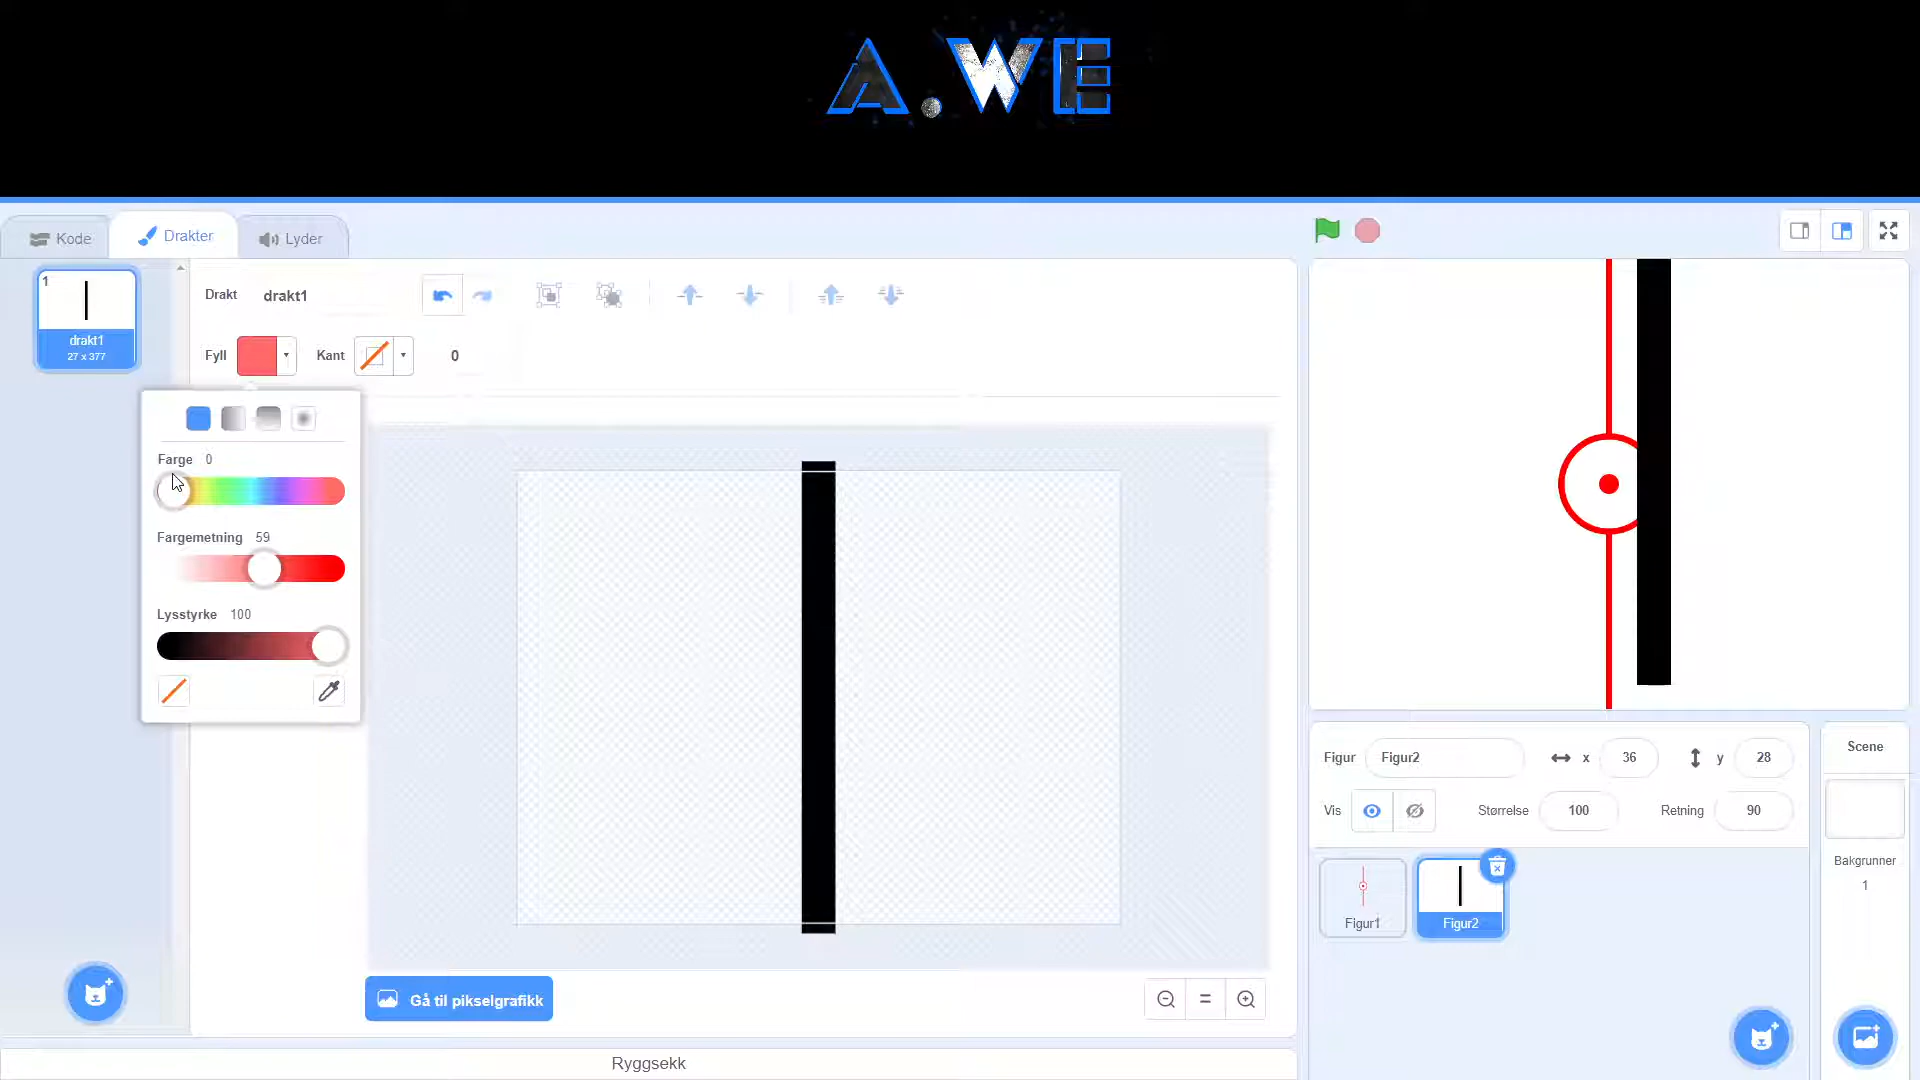 A.WE
Kode
Drakter
Lyder
1
drakt1
27 x 377
Drakt
drakt1
Fyll
Kant
0
Farge 0
Fargemetning 59
Lysstyrke 100
Gå til pikselgrafikk
Ryggsekk
Figur
Figur2
x
36
y
28
Vis
Størrelse
100
Retning
90
Figur1
Figur2
Scene
Bakgrunner
1